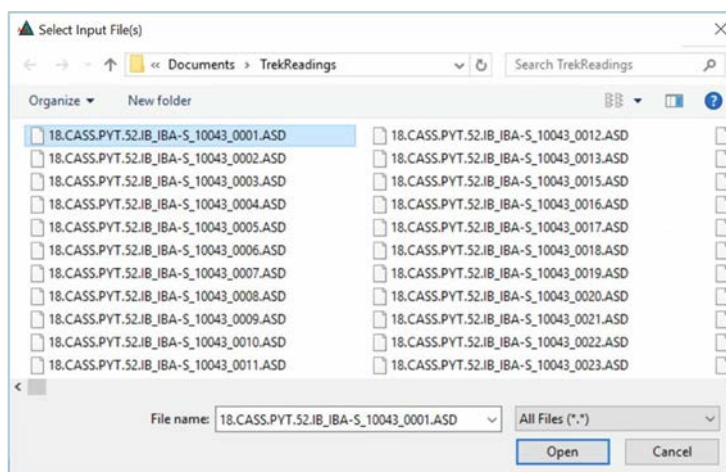 Select Input File(s)
« Documents > TrekReadings
Search TrekReadings
Organize
New folder
18.CASS.PYT.52.IB_IBA-S_10043_0001.ASD
18.CASS.PYT.52.IB_IBA-S_10043_0002.ASD
18.CASS.PYT.52.IB_IBA-S_10043_0003.ASD
18.CASS.PYT.52.IB_IBA-S_10043_0004.ASD
18.CASS.PYT.52.IB_IBA-S_10043_0005.ASD
18.CASS.PYT.52.IB_IBA-S_10043_0006.ASD
18.CASS.PYT.52.IB_IBA-S_10043_0007.ASD
18.CASS.PYT.52.IB_IBA-S_10043_0008.ASD
18.CASS.PYT.52.IB_IBA-S_10043_0009.ASD
18.CASS.PYT.52.IB_IBA-S_10043_0010.ASD
18.CASS.PYT.52.IB_IBA-S_10043_0011.ASD
18.CASS.PYT.52.IB_IBA-S_10043_0012.ASD
18.CASS.PYT.52.IB_IBA-S_10043_0013.ASD
18.CASS.PYT.52.IB_IBA-S_10043_0015.ASD
18.CASS.PYT.52.IB_IBA-S_10043_0016.ASD
18.CASS.PYT.52.IB_IBA-S_10043_0017.ASD
18.CASS.PYT.52.IB_IBA-S_10043_0018.ASD
18.CASS.PYT.52.IB_IBA-S_10043_0019.ASD
18.CASS.PYT.52.IB_IBA-S_10043_0020.ASD
18.CASS.PYT.52.IB_IBA-S_10043_0021.ASD
18.CASS.PYT.52.IB_IBA-S_10043_0022.ASD
18.CASS.PYT.52.IB_IBA-S_10043_0023.ASD
File name: 18.CASS.PYT.52.IB_IBA-S_10043_0001.ASD
All Files (*.*)
Open
Cancel